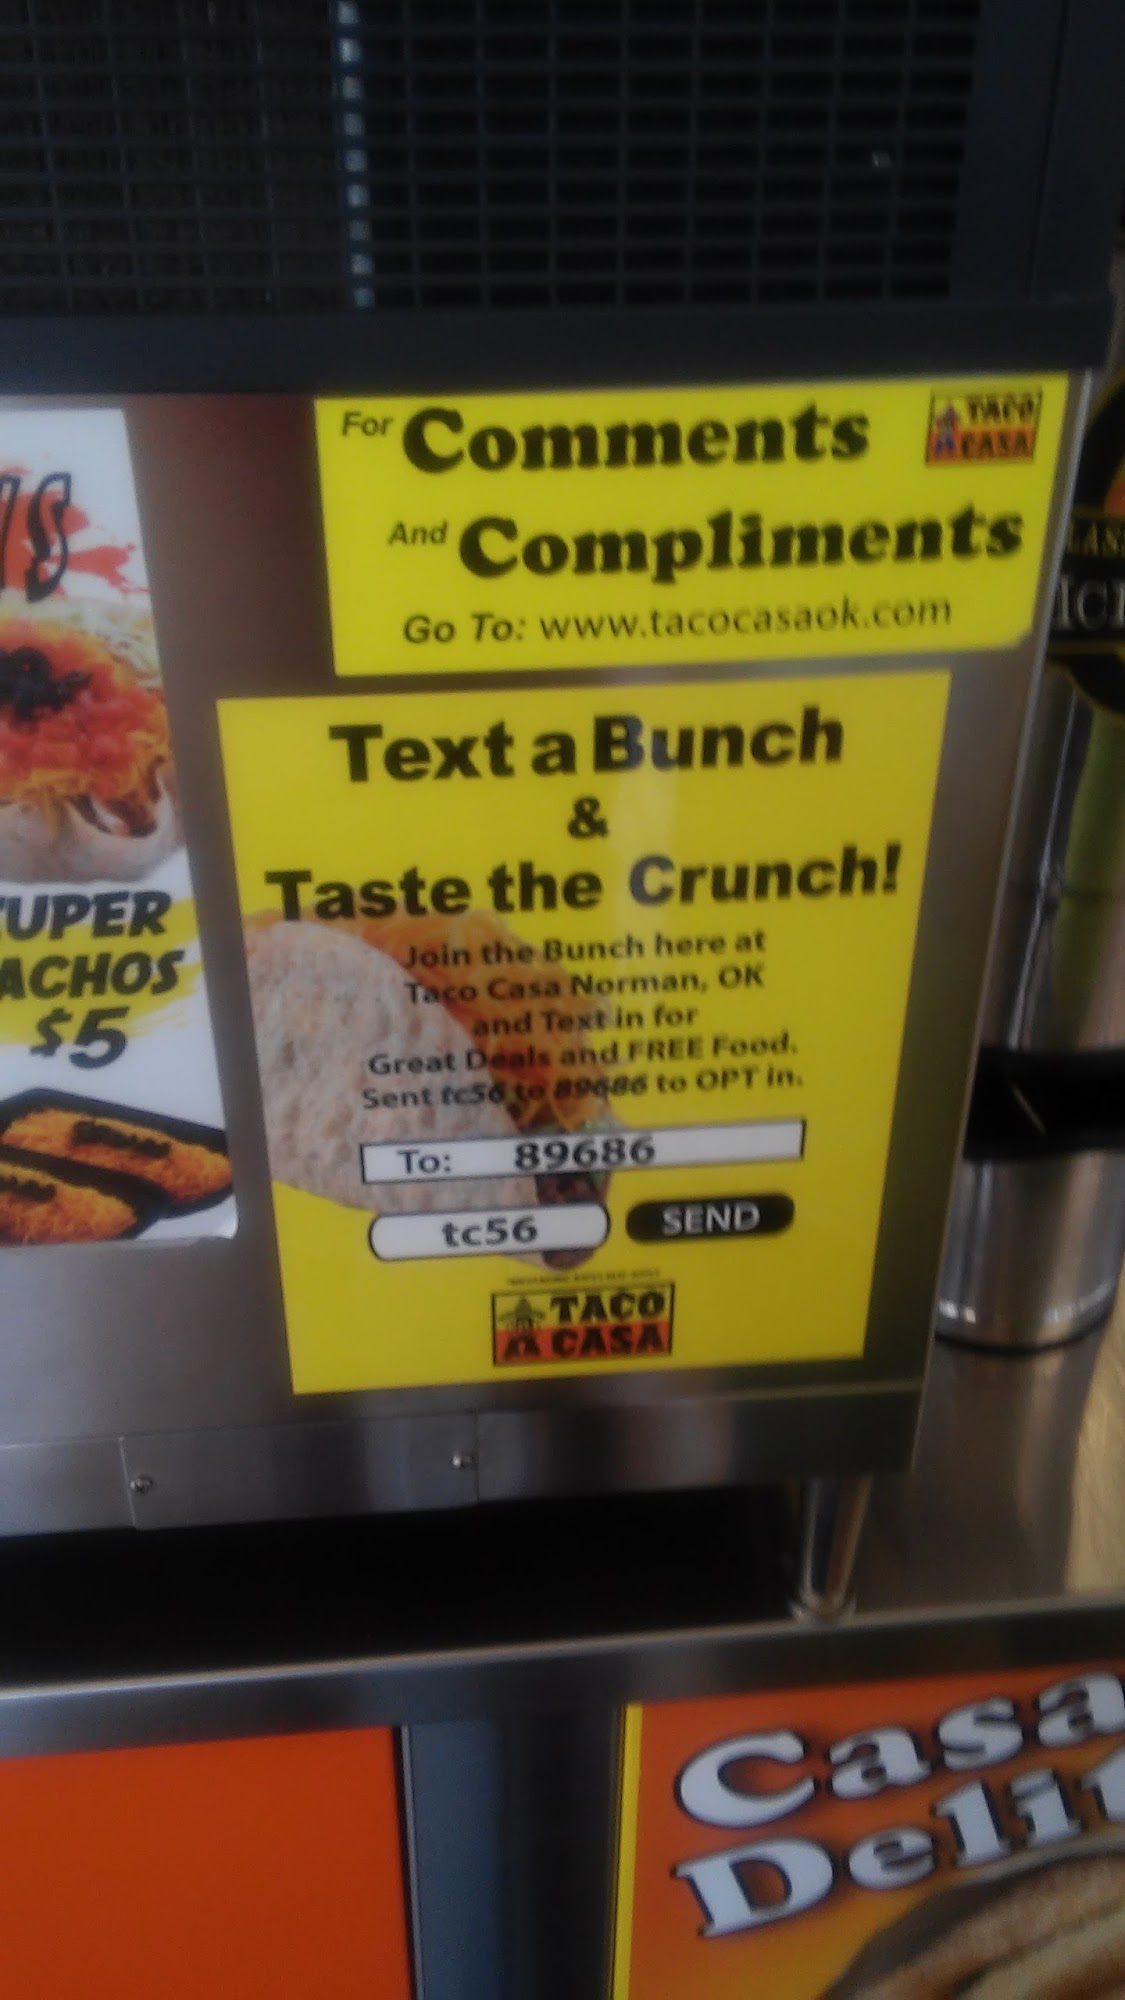 For Comments
TACO
CASA
And Compliments
Go To: www.tacocasaok.com
Text a Bunch
&
Taste the Crunch!
Join the Bunch here at
Taco Casa Norman, OK
and Text in for
Great Deals and FREE Food.
Sent tc56 to 89686 to OPT in.
To: 89686
tc56 SEND
TACO
CASA
UPER
ACHOS
$5
Casa
Delit